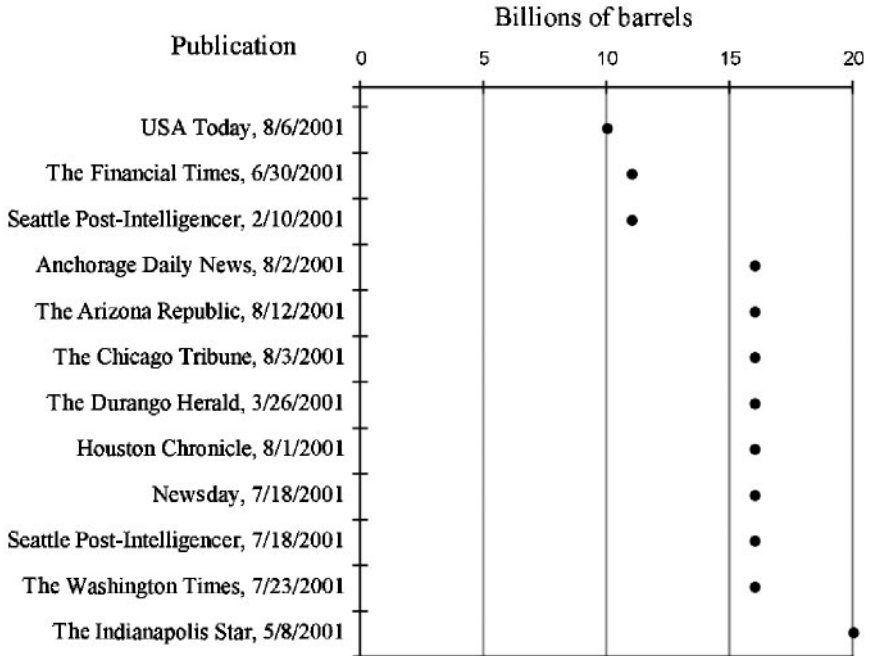 Billions of barrels
Publication
0 5 10 15 20
USA Today, 8/6/2001
The Financial Times, 6/30/2001
Seattle Post-Intelligencer, 2/10/2001
Anchorage Daily News, 8/2/2001
The Arizona Republic, 8/12/2001
The Chicago Tribune, 8/3/2001
The Durango Herald, 3/26/2001
Houston Chronicle, 8/1/2001
Newsday, 7/18/2001
Seattle Post-Intelligencer, 7/18/2001
The Washington Times, 7/23/2001
The Indianapolis Star, 5/8/2001